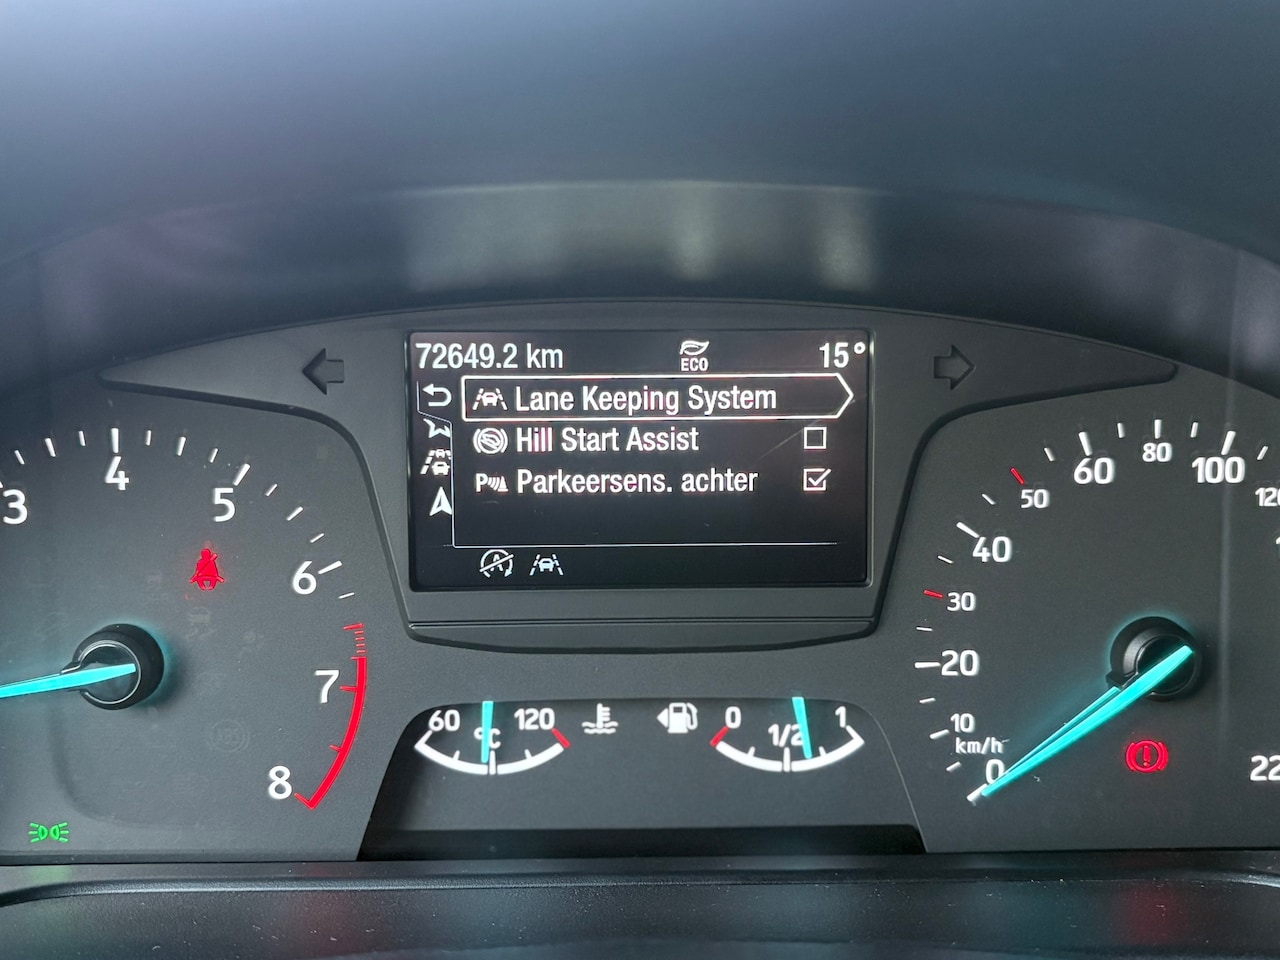 72649.2 km
ECO
15°
Lane Keeping System
Hill Start Assist
Parkeersens. achter
A
3
4
5
6
7
8
60
°C
120
0
1/2
1
0
10
20
30
40
50
60
80
100
km/h